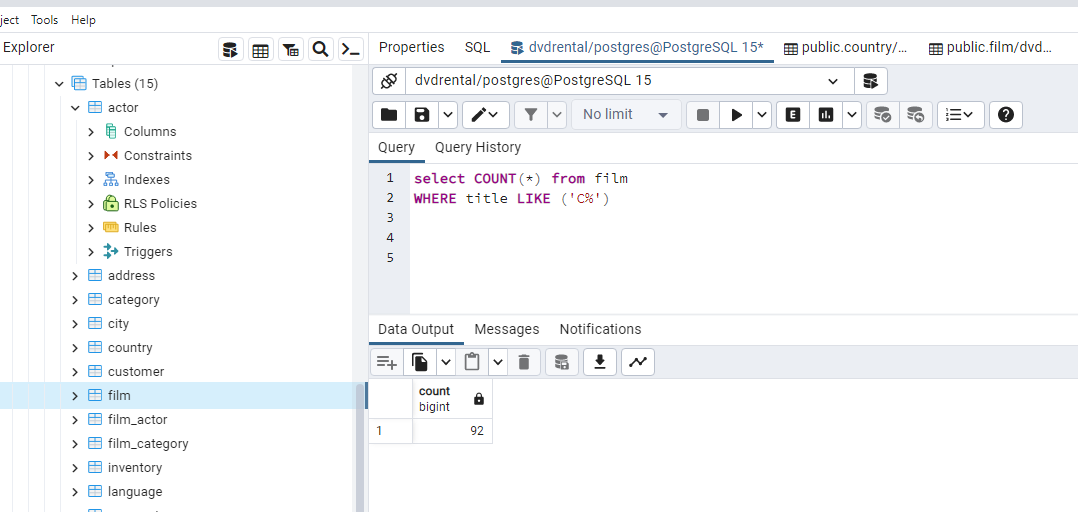 ject Tools Help
Explorer
Properties SQL dvdrental/postgres@PostgreSQL 15* public.country/... public.film/dvd...
dvdrental/postgres@PostgreSQL 15
No limit
E
Query Query History
1 select COUNT(*) from film
2 WHERE title LIKE ('C%')
3
4
5
Tables (15)
actor
Columns
Constraints
Indexes
RLS Policies
Rules
Triggers
address
category
city
country
customer
film
film_actor
film_category
inventory
language
Data Output Messages Notifications
count
bigint
1 92